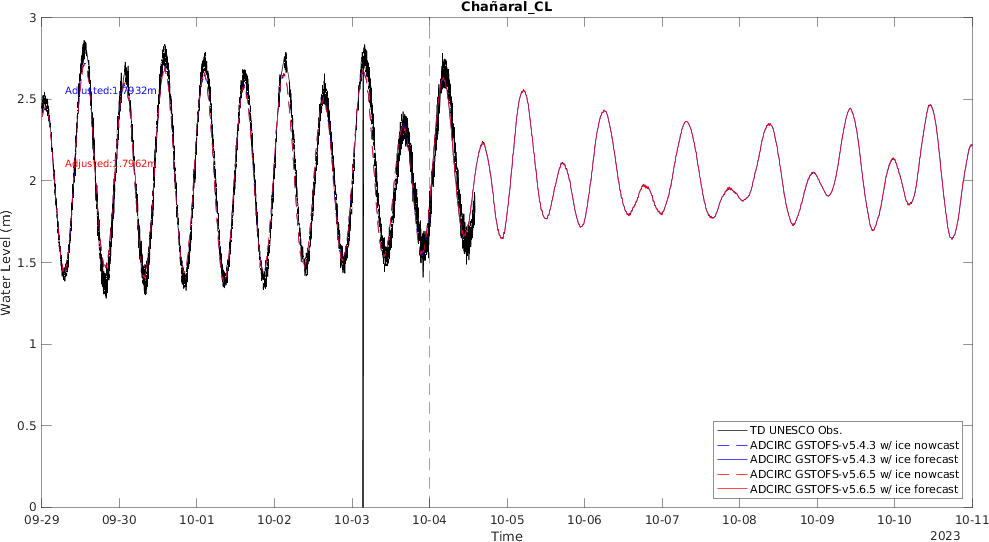 Chañaral_CL
Water Level (m)
3
2.5
2
1.5
1
0.5
0
Adjusted:1.7932m
Adjusted:1.7962m
TD UNESCO Obs.
ADCIRC GSTOFS-v5.4.3 w/ ice nowcast
ADCIRC GSTOFS-v5.4.3 w/ ice forecast
ADCIRC GSTOFS-v5.6.5 w/ ice nowcast
ADCIRC GSTOFS-v5.6.5 w/ ice forecast
09-29 09-30 10-01 10-02 10-03 10-04 10-05 10-06 10-07 10-08 10-09 10-10 10-11
Time
2023